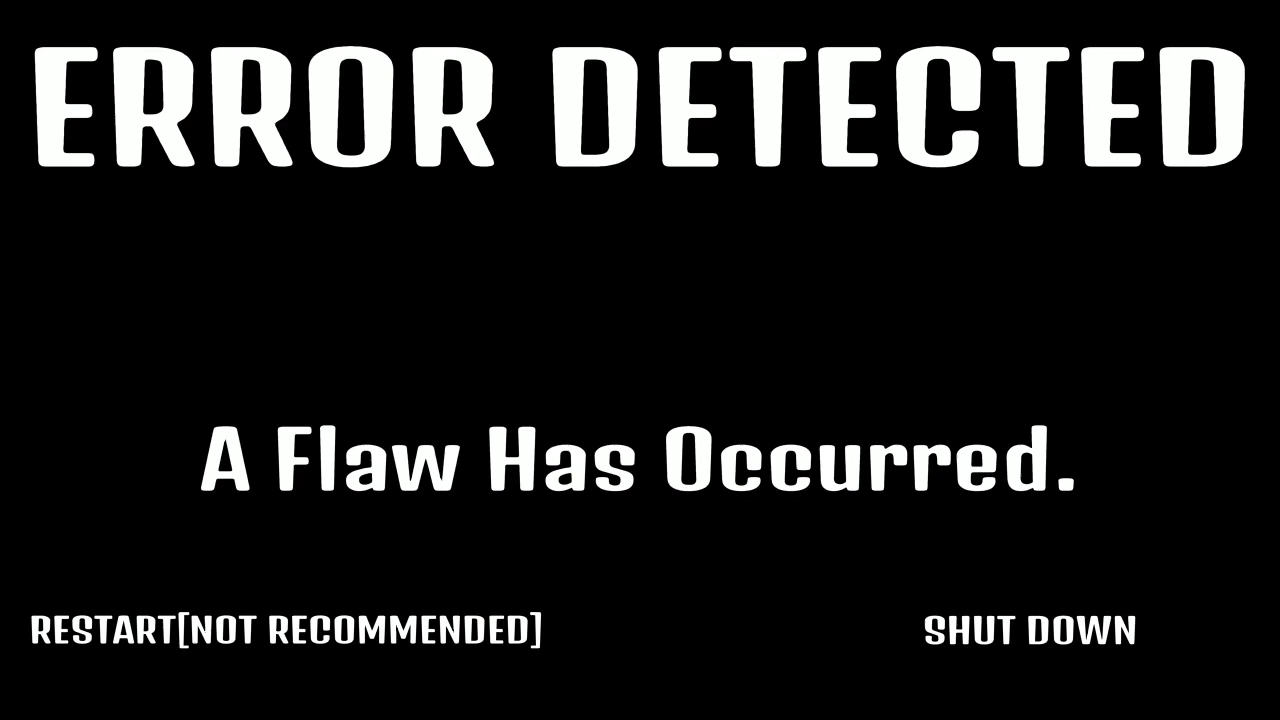 ERROR DETECTED
A Flaw Has Occurred.
RESTART[NOT RECOMMENDED] SHUT DOWN